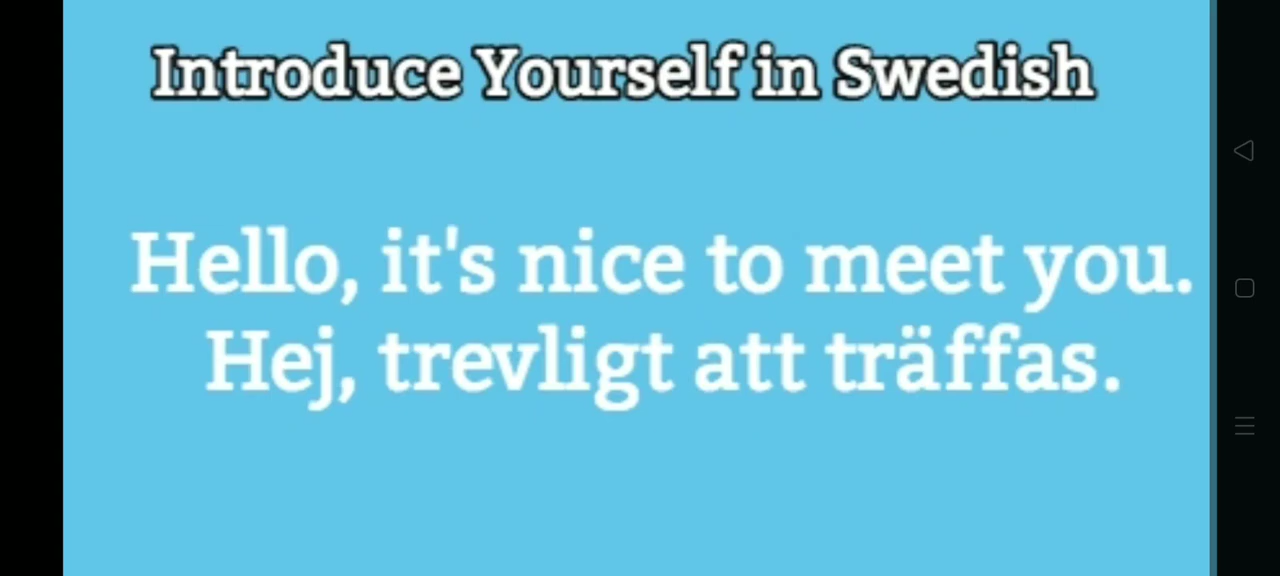 Introduce Yourself in Swedish
Hello, it's nice to meet you.
Hej, trevligt att träffas.